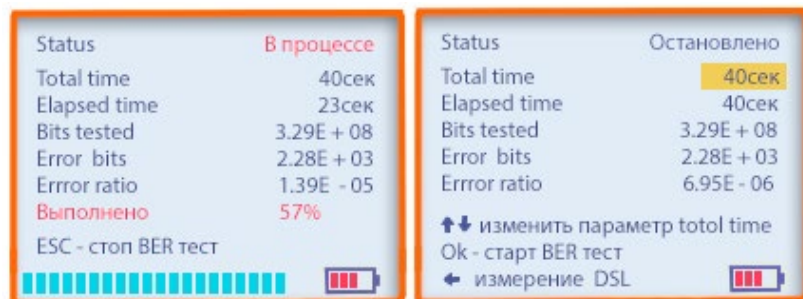 Status В процессе
Total time 40сек
Elapsed time 23сек
Bits tested 3.29E + 08
Error bits 2.28E + 03
Errror ratio 1.39E - 05
Выполнено 57%
ESC - стоп BER тест
Status Остановлено
Total time 40сек
Elapsed time 40сек
Bits tested 3.29E + 08
Error bits 2.28E + 03
Errror ratio 6.95E - 06
изменить параметр totol time
Ok - старт BER тест
измерение DSL